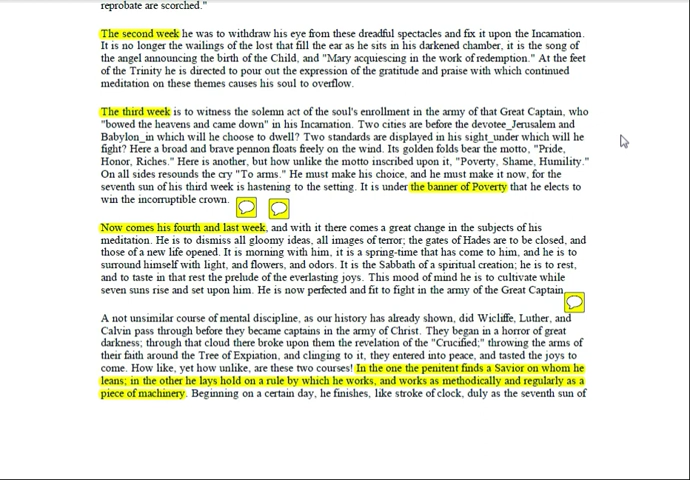 reprobate are scorched."
The second week he was to withdraw his eye from these dreadful spectacles and fix it upon the Incarnation.
It is no longer the wailings of the lost that fill the ear as he sits in his darkened chamber, it is the song of
the angel announcing the birth of the Child, and "Mary acquiescing in the work of redemption." At the feet
of the Trinity he is directed to pour out the expression of the gratitude and praise with which continued
meditation on these themes causes his soul to overflow.
The third week is to witness the solemn act of the soul's enrollment in the army of that Great Captain, who
"bowed the heavens and came down" in his Incarnation. Two cities are before the devotee_Jerusalem and
Babylon_in which will he choose to dwell? Two standards are displayed in his sight_under which will he
fight? Here a broad and brave pennon floats freely on the wind. Its golden folds bear the motto, "Pride,
Honor, Riches." Here is another, but how unlike the motto inscribed upon it, "Poverty, Shame, Humility."
On all sides resounds the cry "To arms." He must make his choice, and he must make it now, for the
seventh sun of his third week is hastening to the setting. It is under the banner of Poverty that he elects to
win the incorruptible crown.
Now comes his fourth and last week, and with it there comes a great change in the subjects of his
meditation. He is to dismiss all gloomy ideas, all images of terror; the gates of Hades are to be closed, and
those of a new life opened. It is morning with him, it is a spring-time that has come to him, and he is to
surround himself with light, and flowers, and odors. It is the Sabbath of a spiritual creation; he is to rest,
and to taste in that rest the prelude of the everlasting joys. This mood of mind he is to cultivate while
seven suns rise and set upon him. He is now perfected and fit to fight in the army of the Great Captain.
A not unsimilar course of mental discipline, as our history has already shown, did Wicliffe, Luther, and
Calvin pass through before they became captains in the army of Christ. They began in a horror of great
darkness; through that cloud there broke upon them the revelation of the "Crucified;" throwing the arms of
their faith around the Tree of Expiation, and clinging to it, they entered into peace, and tasted the joys to
come. How like, yet how unlike, are these two courses! In the one the penitent finds a Savior on whom he
leans; in the other he lays hold on a rule by which he works, and works as methodically and regularly as a
piece of machinery. Beginning on a certain day, he finishes, like stroke of clock, duly as the seventh sun of